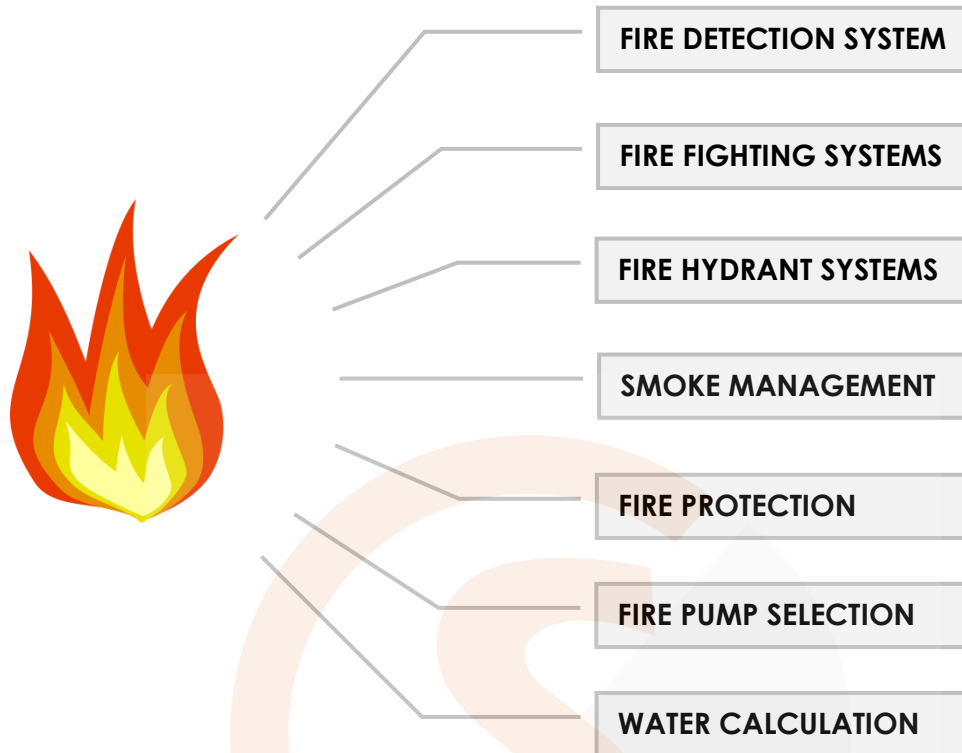 FIRE DETECTION SYSTEM
FIRE FIGHTING SYSTEMS
FIRE HYDRANT SYSTEMS
SMOKE MANAGEMENT
FIRE PROTECTION
FIRE PUMP SELECTION
WATER CALCULATION